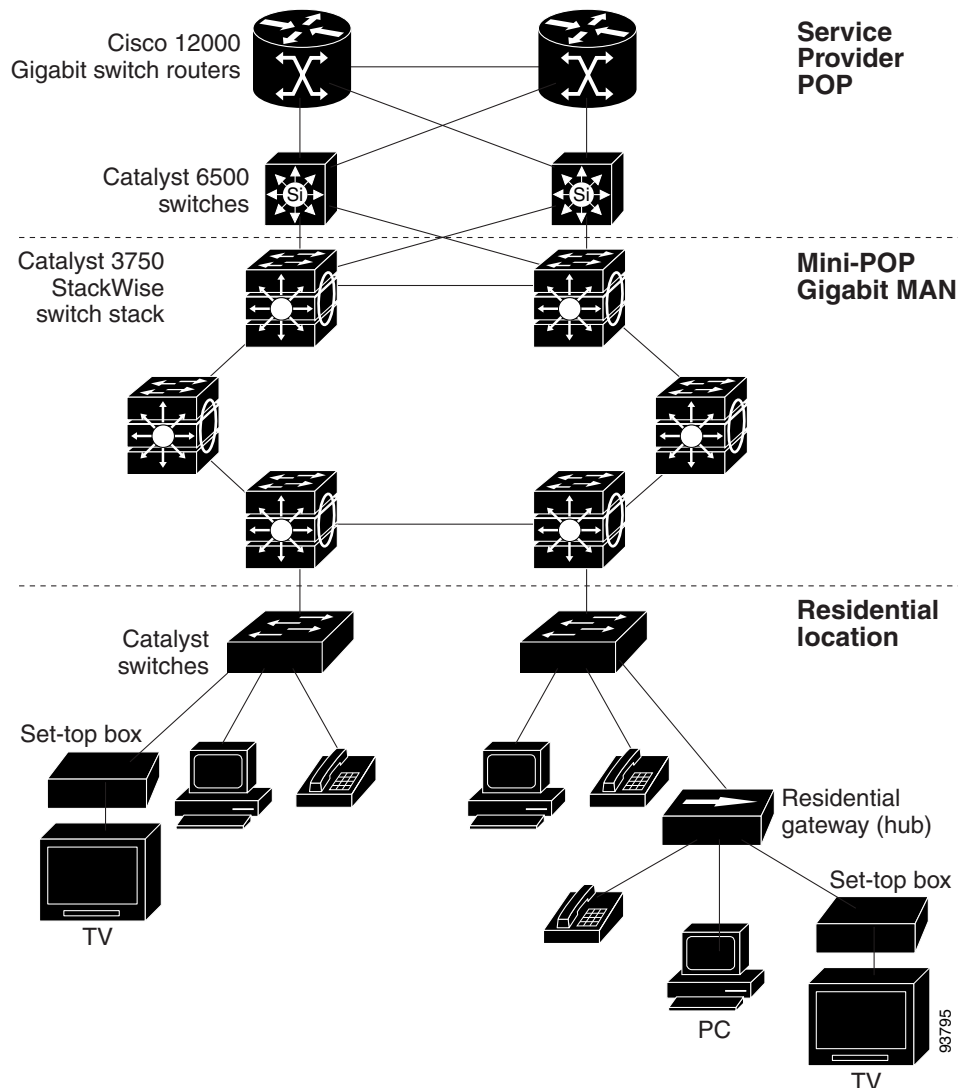 Cisco 12000
Gigabit switch routers
Service
Provider
POP
Catalyst 6500
switches
Si
Si
Catalyst 3750
StackWise
switch stack
Mini-POP
Gigabit MAN
Residential
location
Catalyst
switches
Set-top box
TV
Residential
gateway (hub)
Set-top box
PC
TV
93795